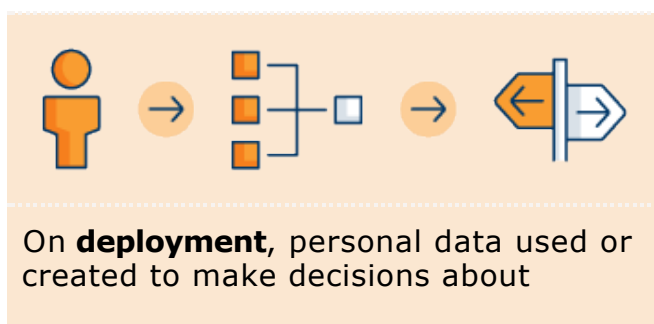 On deployment, personal data used or
created to make decisions about